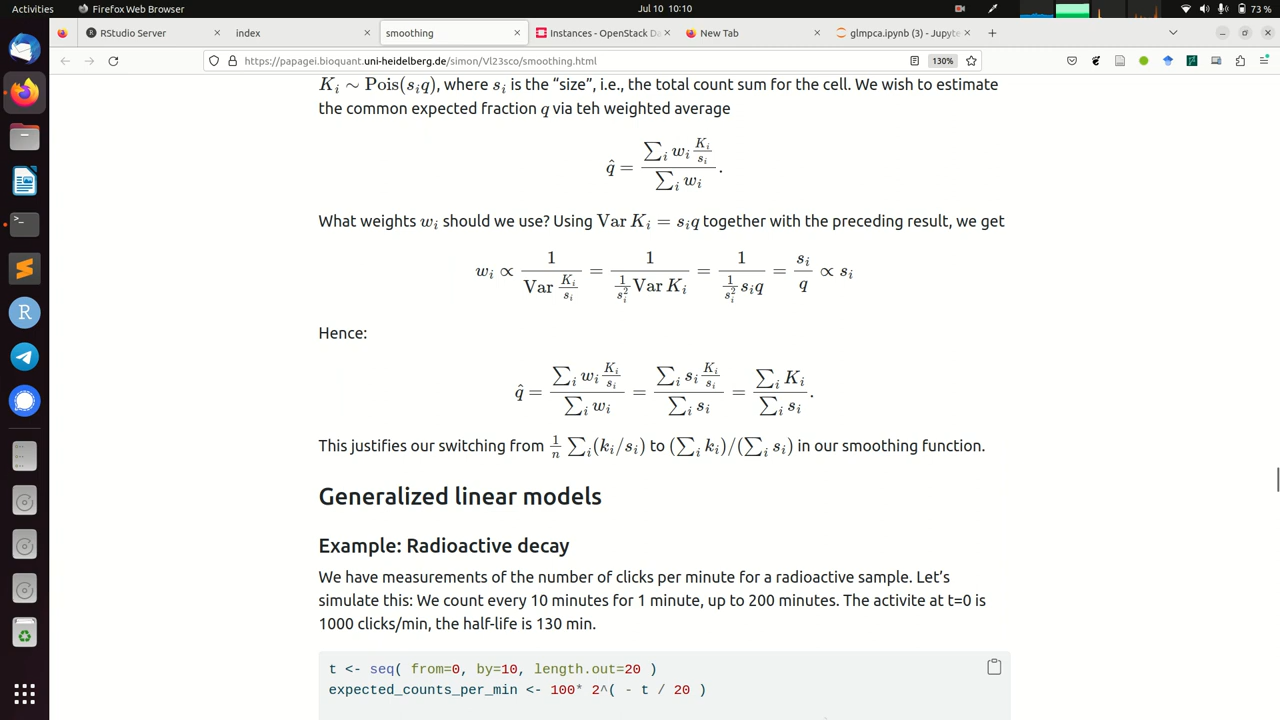 Activities Firefox Web Browser Jul 10 10:10 73 %
RStudio Server index smoothing Instances - OpenStack Da New Tab glmpca.ipynb (3) - Jupyte
https://papagei.bioquant.uni-heidelberg.de/simon/Vl23sco/smoothing.html 130%
K_i ∼ Pois(s_i q), where s_i is the “size”, i.e., the total count sum for the cell. We wish to estimate
the common expected fraction q via teh weighted average
q̂ = (∑_i w_i K_i/s_i) / (∑_i w_i).
What weights w_i should we use? Using Var K_i = s_i q together with the preceding result, we get
w_i ∝ 1 / (Var K_i/s_i) = 1 / (1/s_i^2 Var K_i) = 1 / (1/s_i^2 s_i q) = s_i/q ∝ s_i
Hence:
q̂ = (∑_i w_i K_i/s_i) / (∑_i w_i) = (∑_i s_i K_i/s_i) / (∑_i s_i) = (∑_i K_i) / (∑_i s_i).
This justifies our switching from 1/n ∑_i(k_i/s_i) to (∑_i k_i)/(∑_i s_i) in our smoothing function.
Generalized linear models
Example: Radioactive decay
We have measurements of the number of clicks per minute for a radioactive sample. Let’s
simulate this: We count every 10 minutes for 1 minute, up to 200 minutes. The activite at t=0 is
1000 clicks/min, the half-life is 130 min.
t <- seq( from=0, by=10, length.out=20 )
expected_counts_per_min <- 100* 2^( - t / 20 )